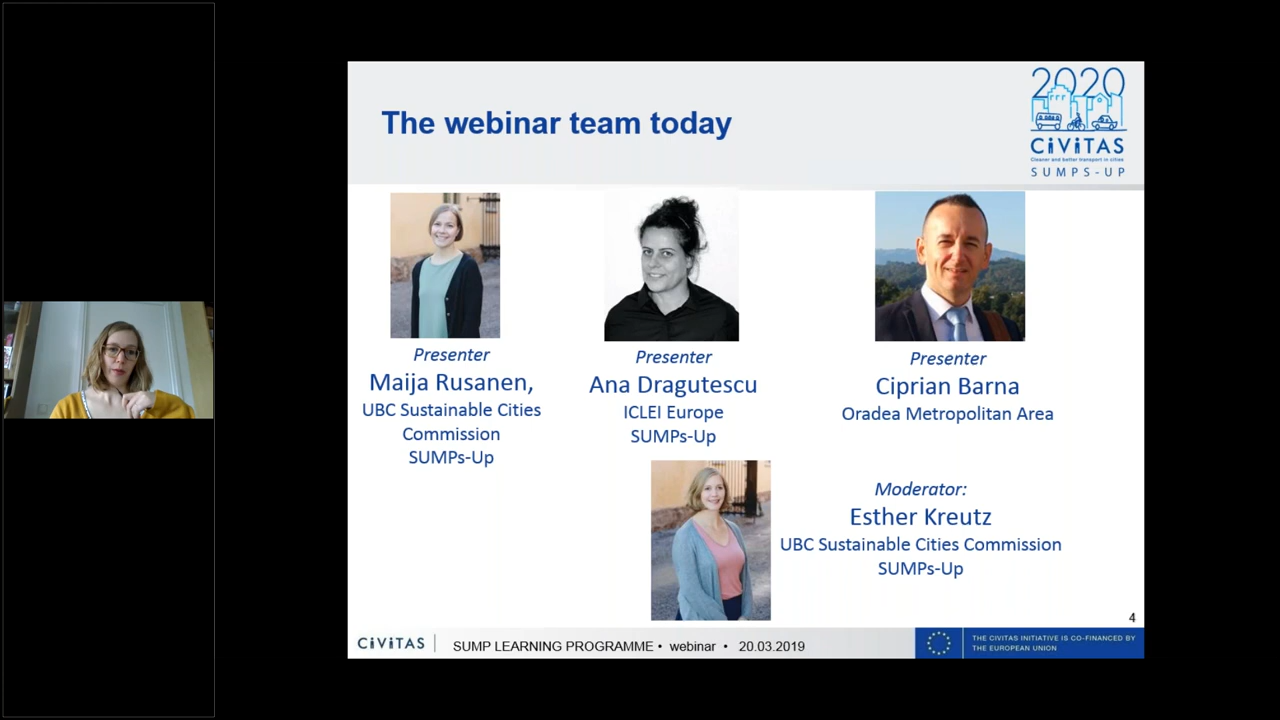 The webinar team today
2020
CiViTAS
Cleaner and better transport in cities
SUMPS-UP
Presenter
Maija Rusanen,
UBC Sustainable Cities
Commission
SUMPs-Up
Presenter
Ana Dragutescu
ICLEI Europe
SUMPs-Up
Presenter
Ciprian Barna
Oradea Metropolitan Area
Moderator:
Esther Kreutz
UBC Sustainable Cities Commission
SUMPs-Up
4
CiViTAS
SUMP LEARNING PROGRAMME • webinar • 20.03.2019
THE CIVITAS INITIATIVE IS CO-FINANCED BY
THE EUROPEAN UNION